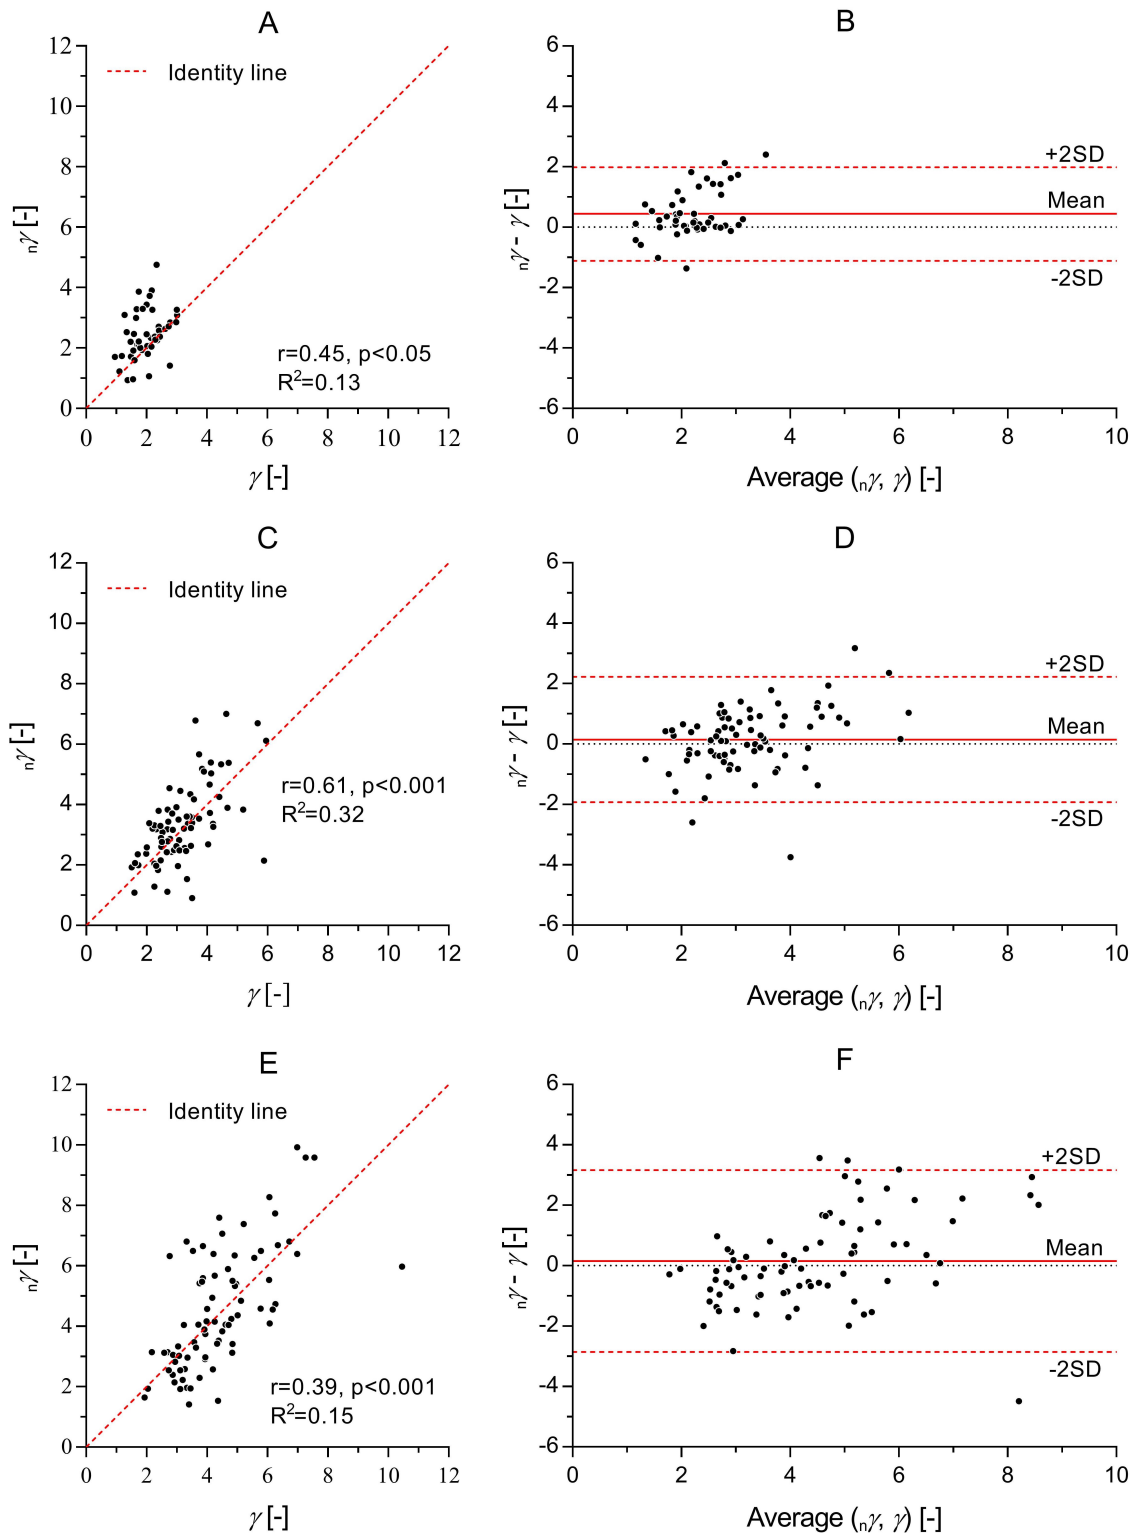 A
12
10
8
6
4
2
0
Identity line
r=0.45, p<0.05
R²=0.13
0 2 4 6 8 10 12
ₙγ [-]
γ [-]
B
6
4
2
0
-2
-4
-6
+2SD
Mean
-2SD
0 2 4 6 8 10
ₙγ - γ [-]
Average (ₙγ, γ) [-]
C
12
10
8
6
4
2
0
Identity line
r=0.61, p<0.001
R²=0.32
0 2 4 6 8 10 12
ₙγ [-]
γ [-]
D
6
4
2
0
-2
-4
-6
+2SD
Mean
-2SD
0 2 4 6 8 10
ₙγ - γ [-]
Average (ₙγ, γ) [-]
E
12
10
8
6
4
2
0
Identity line
r=0.39, p<0.001
R²=0.15
0 2 4 6 8 10 12
ₙγ [-]
γ [-]
F
6
4
2
0
-2
-4
-6
+2SD
Mean
-2SD
0 2 4 6 8 10
ₙγ - γ [-]
Average (ₙγ, γ) [-]